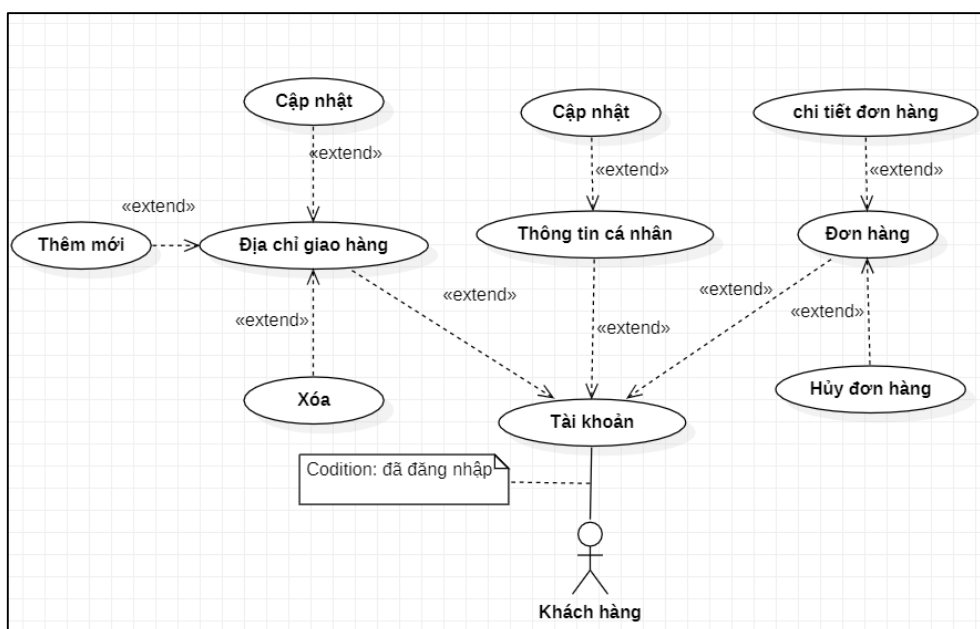 Cập nhật
Cập nhật
chi tiết đơn hàng
«extend»
«extend»
«extend»
«extend»
Thêm mới
Địa chỉ giao hàng
Thông tin cá nhân
Đơn hàng
«extend»
«extend»
«extend»
«extend»
«extend»
Xóa
Hủy đơn hàng
Tài khoản
Codition: đã đăng nhập
Khách hàng